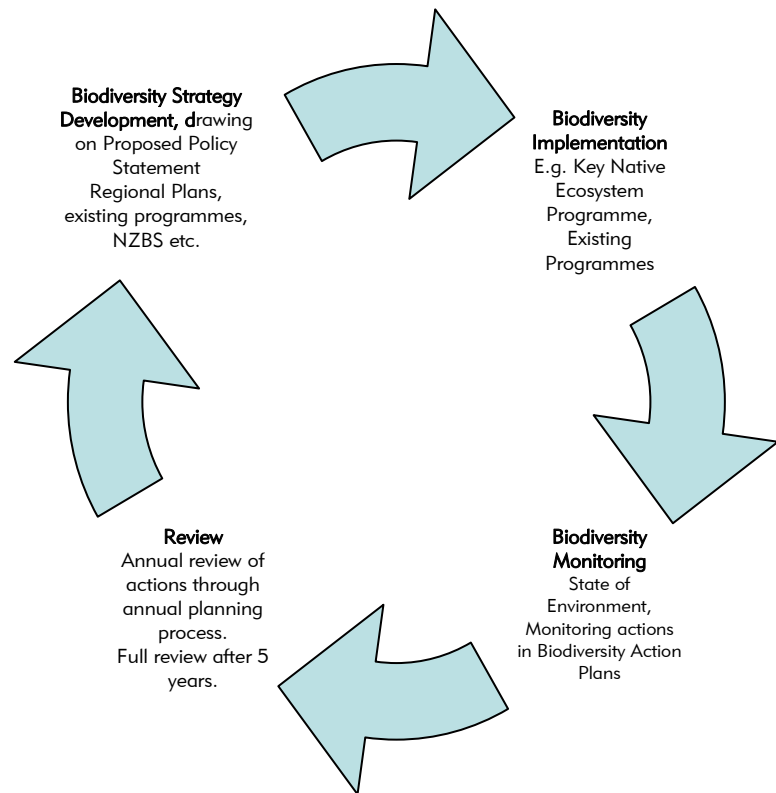 Biodiversity Strategy
Development, drawing
on Proposed Policy
Statement
Regional Plans,
existing programmes,
NZBS etc.
Biodiversity
Implementation
E.g. Key Native
Ecosystem
Programme,
Existing
Programmes
Biodiversity
Monitoring
State of
Environment,
Monitoring actions
in Biodiversity Action
Plans
Review
Annual review of
actions through
annual planning
process.
Full review after 5
years.